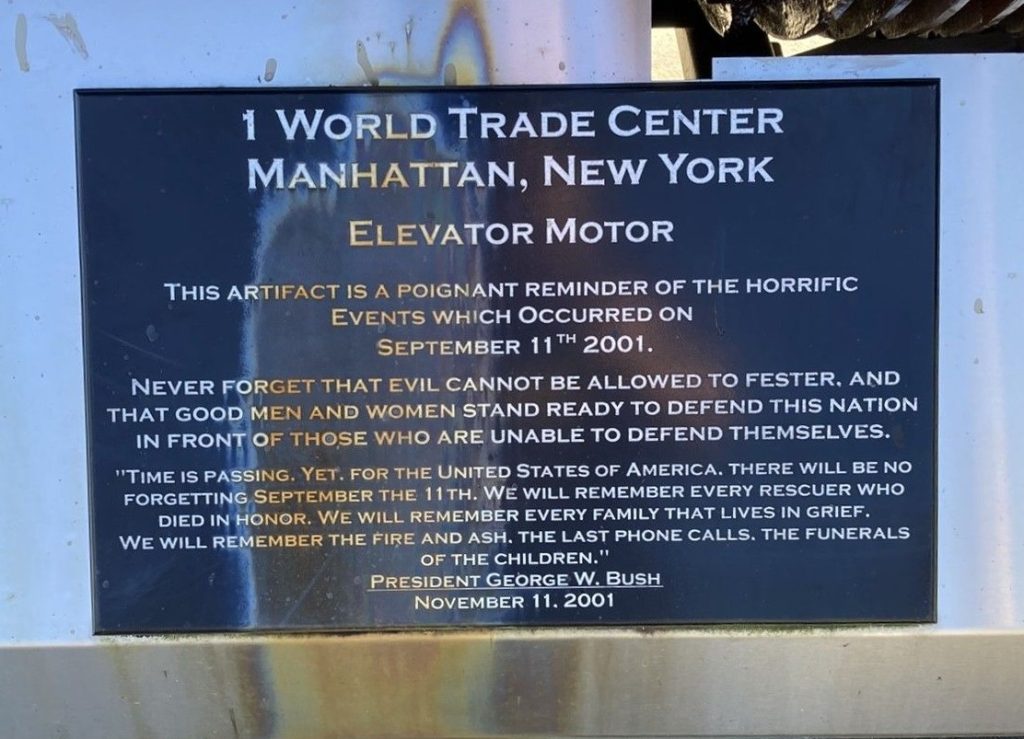 1 WORLD TRADE CENTER
MANHATTAN, NEW YORK
ELEVATOR MOTOR
THIS ARTIFACT IS A POIGNANT REMINDER OF THE HORRIFIC
EVENTS WHICH OCCURRED ON
SEPTEMBER 11TH 2001.
NEVER FORGET THAT EVIL CANNOT BE ALLOWED TO FESTER, AND
THAT GOOD MEN AND WOMEN STAND READY TO DEFEND THIS NATION
IN FRONT OF THOSE WHO ARE UNABLE TO DEFEND THEMSELVES.
"TIME IS PASSING. YET, FOR THE UNITED STATES OF AMERICA, THERE WILL BE NO
FORGETTING SEPTEMBER THE 11TH. WE WILL REMEMBER EVERY RESCUER WHO
DIED IN HONOR. WE WILL REMEMBER EVERY FAMILY THAT LIVES IN GRIEF.
WE WILL REMEMBER THE FIRE AND ASH, THE LAST PHONE CALLS, THE FUNERALS
OF THE CHILDREN."
PRESIDENT GEORGE W. BUSH
NOVEMBER 11, 2001